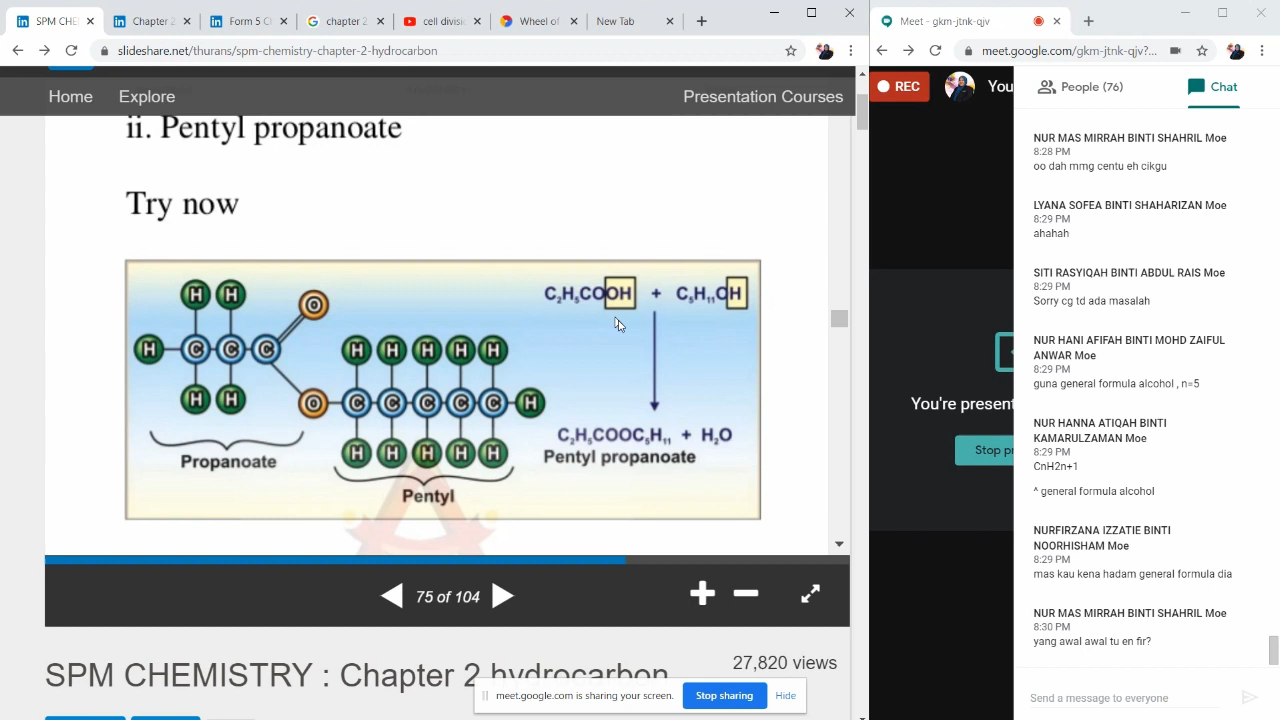 SPM CHE
Chapter 2
Form 5 C
chapter 2
cell divisi
Wheel of
New Tab
Meet - gkm-jtnk-qjv
slideshare.net/thurans/spm-chemistry-chapter-2-hydrocarbon
meet.google.com/gkm-jtnk-qjv?...
Home
Explore
Presentation Courses
ii. Pentyl propanoate
Try now
H H O
H C C C
H H O
H H H H H
C C C C C H
H H H H H
Propanoate
Pentyl
C₂H₅COOH + C₅H₁₁OH
C₂H₅COOC₅H₁₁ + H₂O
Pentyl propanoate
75 of 104
SPM CHEMISTRY : Chapter 2 hydrocarbon
27,820 views
meet.google.com is sharing your screen.
Stop sharing
Hide
REC
You
You're present
Stop pr
People (76)
Chat
NUR MAS MIRRAH BINTI SHAHRIL Moe
8:28 PM
oo dah mmg centu eh cikgu
LYANA SOFEA BINTI SHAHARIZAN Moe
8:29 PM
ahahah
SITI RASYIQAH BINTI ABDUL RAIS Moe
8:29 PM
Sorry cg td ada masalah
NUR HANI AFIFAH BINTI MOHD ZAIFUL
ANWAR Moe
8:29 PM
guna general formula alcohol , n=5
NUR HANNA ATIQAH BINTI
KAMARULZAMAN Moe
8:29 PM
CnH2n+1
^ general formula alcohol
NURFIRZANA IZZATIE BINTI
NOORHISHAM Moe
8:29 PM
mas kau kena hadam general formula dia
NUR MAS MIRRAH BINTI SHAHRIL Moe
8:30 PM
yang awal awal tu en fir?
Send a message to everyone